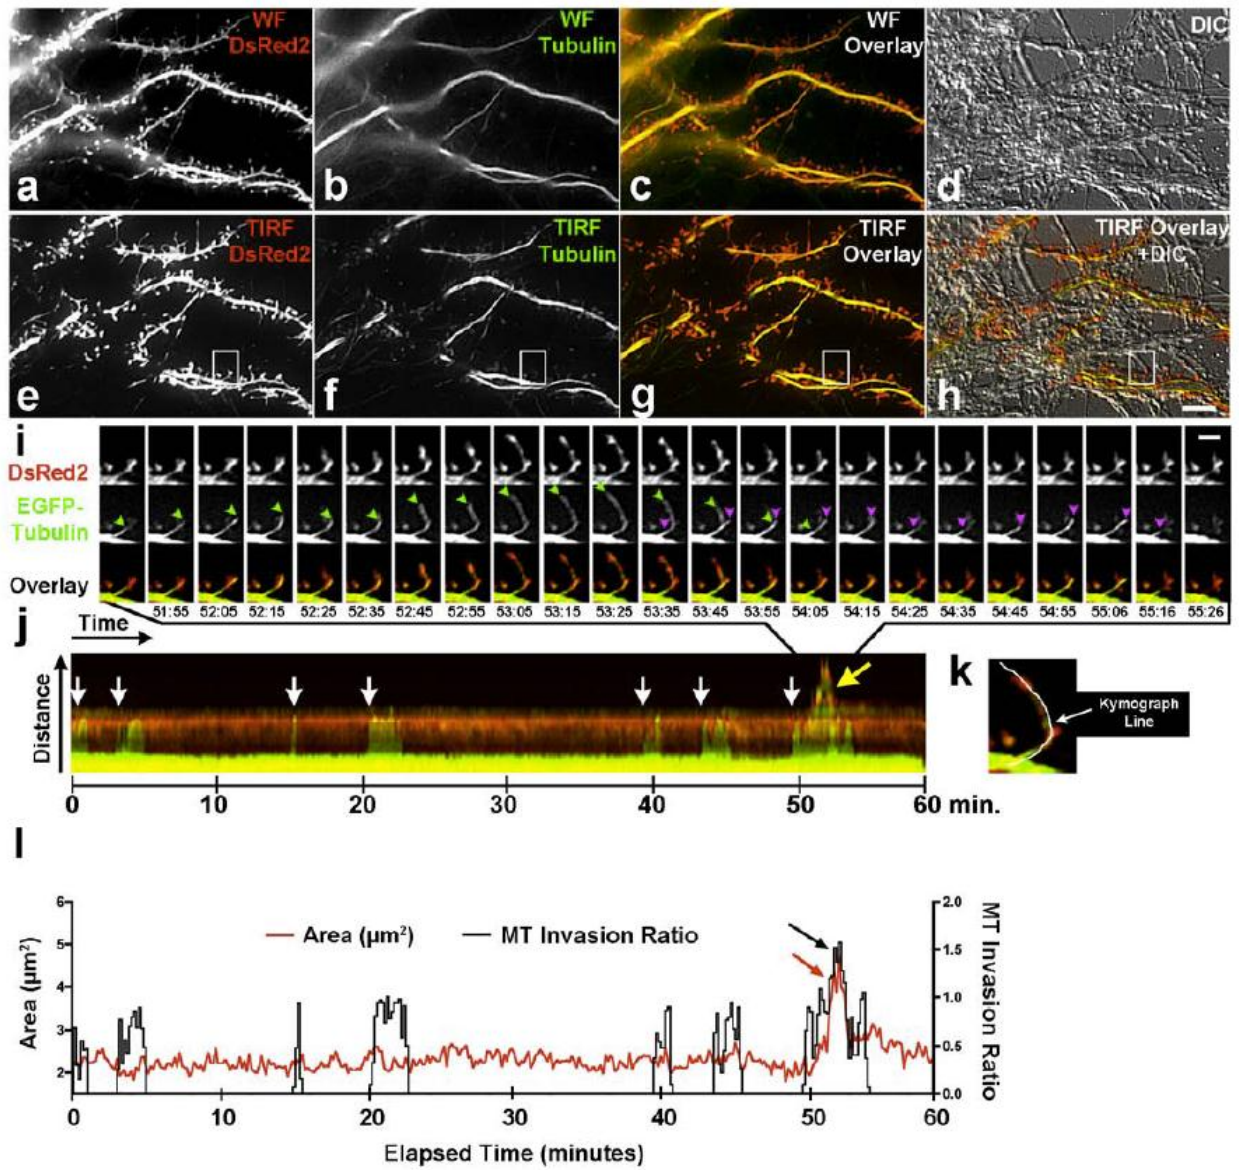 WF
DsRed2
a
WF
Tubulin
b
WF
Overlay
c
DIC
d
TIRF
DsRed2
e
TIRF
Tubulin
f
TIRF
Overlay
g
TIRF Overlay
+DIC
h
i
DsRed2
EGFP-
Tubulin
Overlay
51:55 52:05 52:15 52:25 52:35 52:45 52:55 53:05 53:15 53:25 53:35 53:45 53:55 54:05 54:15 54:25 54:35 54:45 54:55 55:06 55:16 55:26
j
Time
Distance
0 10 20 30 40 50 60 min.
k
Kymograph
Line
l
Area (µm²)
6
5
4
3
2
Area (µm²) MT Invasion Ratio
2.0
1.5
1.0
0.5
0.0
MT Invasion Ratio
0 10 20 30 40 50 60
Elapsed Time (minutes)